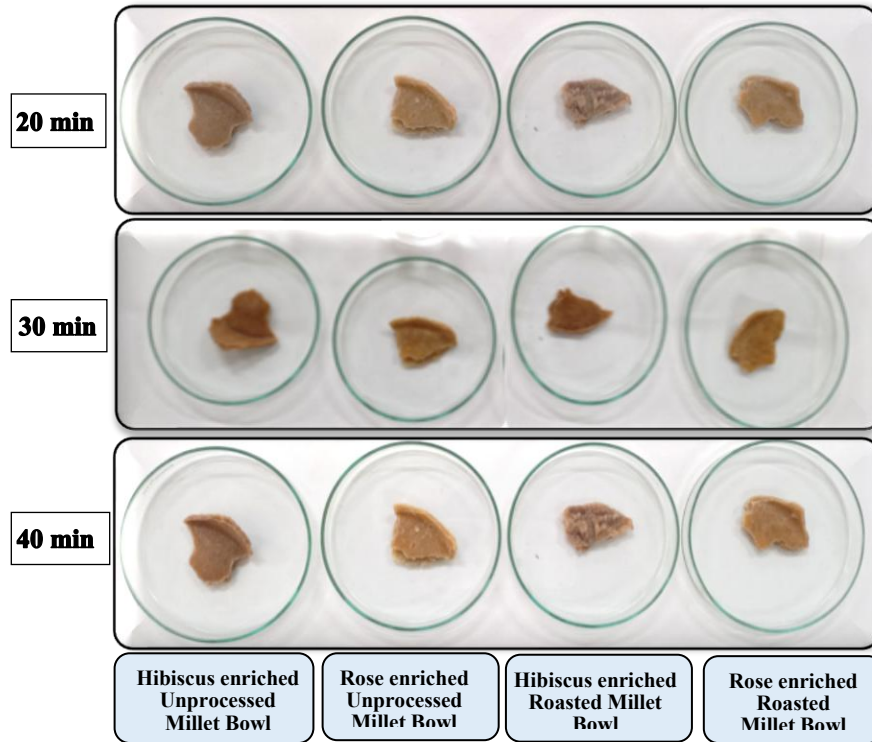 20 min
30 min
40 min
Hibiscus enriched
Unprocessed
Millet Bowl
Rose enriched
Unprocessed
Millet Bowl
Hibiscus enriched
Roasted Millet
Bowl
Rose enriched
Roasted
Millet Bowl